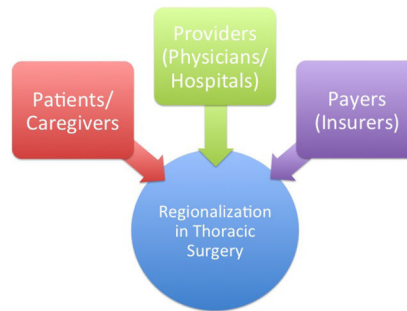 Providers
(Physicians/
Hospitals)
Patients/
Caregivers
Payers
(Insurers)
Regionalization
in Thoracic
Surgery